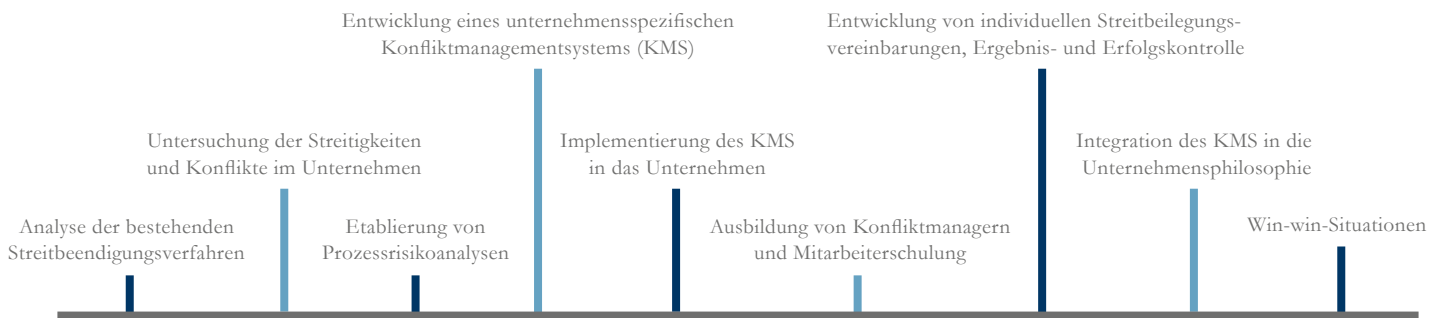 Entwicklung eines unternehmensspezifischen
Konfliktmanagementsystems (KMS)
Entwicklung von individuellen Streitbeilegungs-
vereinbarungen, Ergebnis- und Erfolgskontrolle
Untersuchung der Streitigkeiten
und Konflikte im Unternehmen
Implementierung des KMS
in das Unternehmen
Integration des KMS in die
Unternehmensphilosophie
Analyse der bestehenden
Streitbeendigungsverfahren
Etablierung von
Prozessrisikoanalysen
Ausbildung von Konfliktmanagern
und Mitarbeiterschulung
Win-win-Situationen